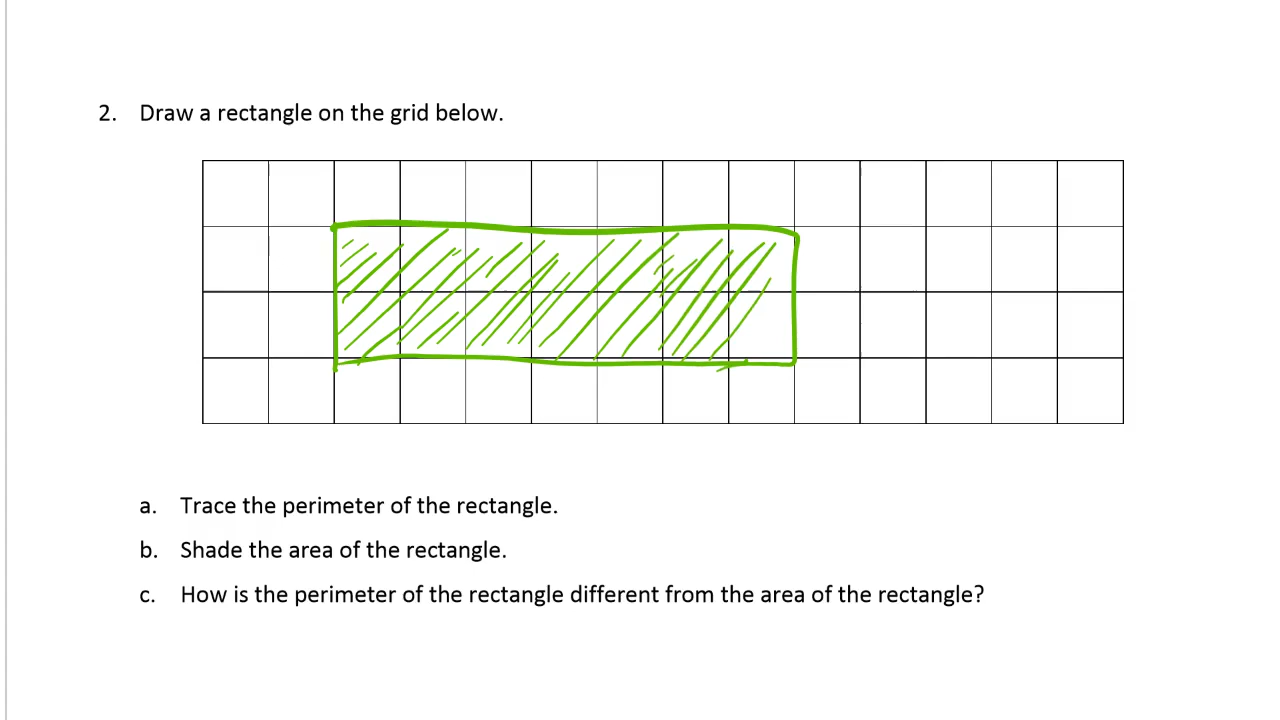 2. Draw a rectangle on the grid below.
a. Trace the perimeter of the rectangle.
b. Shade the area of the rectangle.
c. How is the perimeter of the rectangle different from the area of the rectangle?